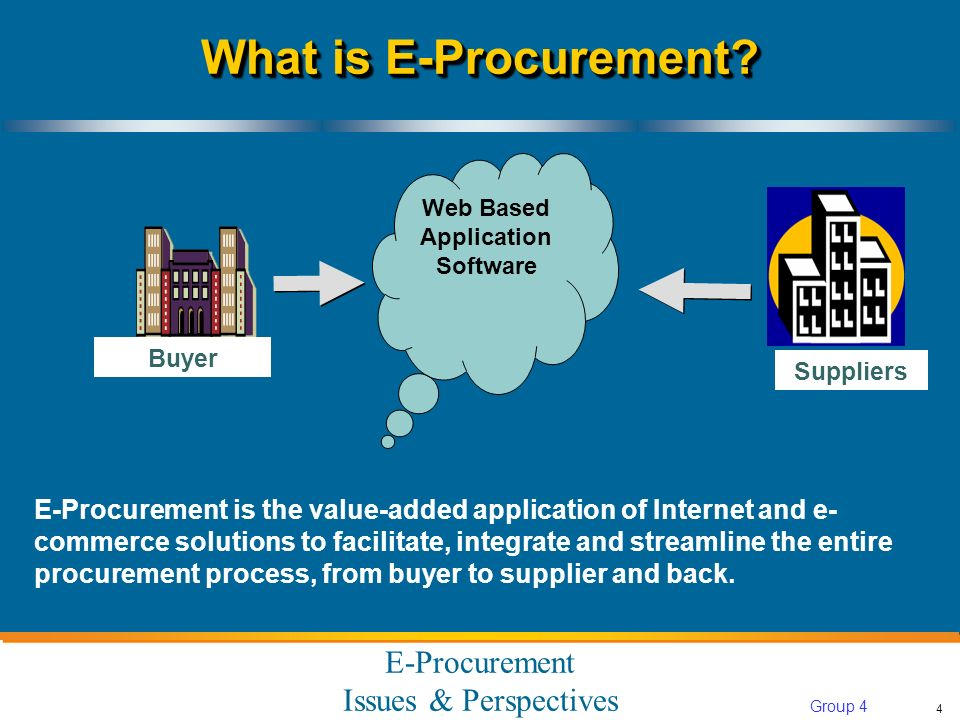 What is E-Procurement?
Web Based
Application
Software
Buyer
Suppliers
E-Procurement is the value-added application of Internet and e-
commerce solutions to facilitate, integrate and streamline the entire
procurement process, from buyer to supplier and back.
E-Procurement
Issues & Perspectives
Group 4
4